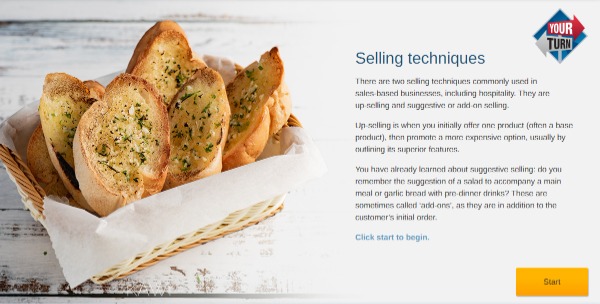 YOUR
TURN
Selling techniques
There are two selling techniques commonly used in
sales-based businesses, including hospitality. They are
up-selling and suggestive or add-on selling.
Up-selling is when you initially offer one product (often a base
product), then promote a more expensive option, usually by
outlining its superior features.
You have already learned about suggestive selling: do you
remember the suggestion of a salad to accompany a main
meal or garlic bread with pre-dinner drinks? These are
sometimes called 'add-ons', as they are in addition to the
customer's initial order.
Click start to begin.
Start